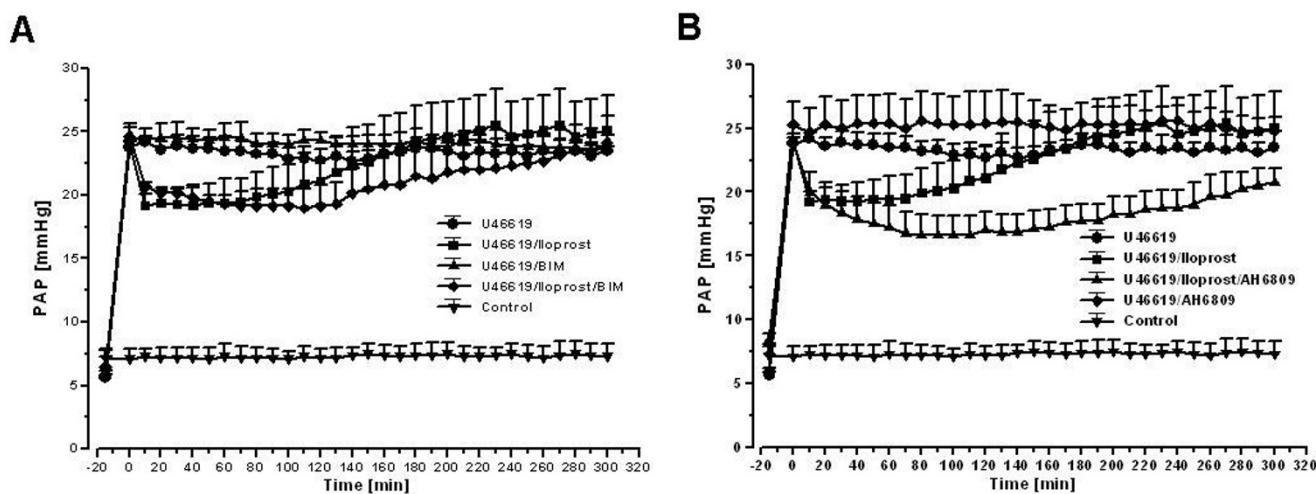 A
B
30
25
20
15
10
5
0
PAP [mmHg]
U46619
U46619/Iloprost
U46619/BIM
U46619/Iloprost/BIM
Control
-20 0 20 40 60 80 100 120 140 160 180 200 220 240 260 280 300 320
Time [min]
30
25
20
15
10
5
0
PAP [mmHg]
U46619
U46619/Iloprost
U46619/Iloprost/AH6809
U46619/AH6809
Control
-20 0 20 40 60 80 100 120 140 160 180 200 220 240 260 280 300 320
Time [min]